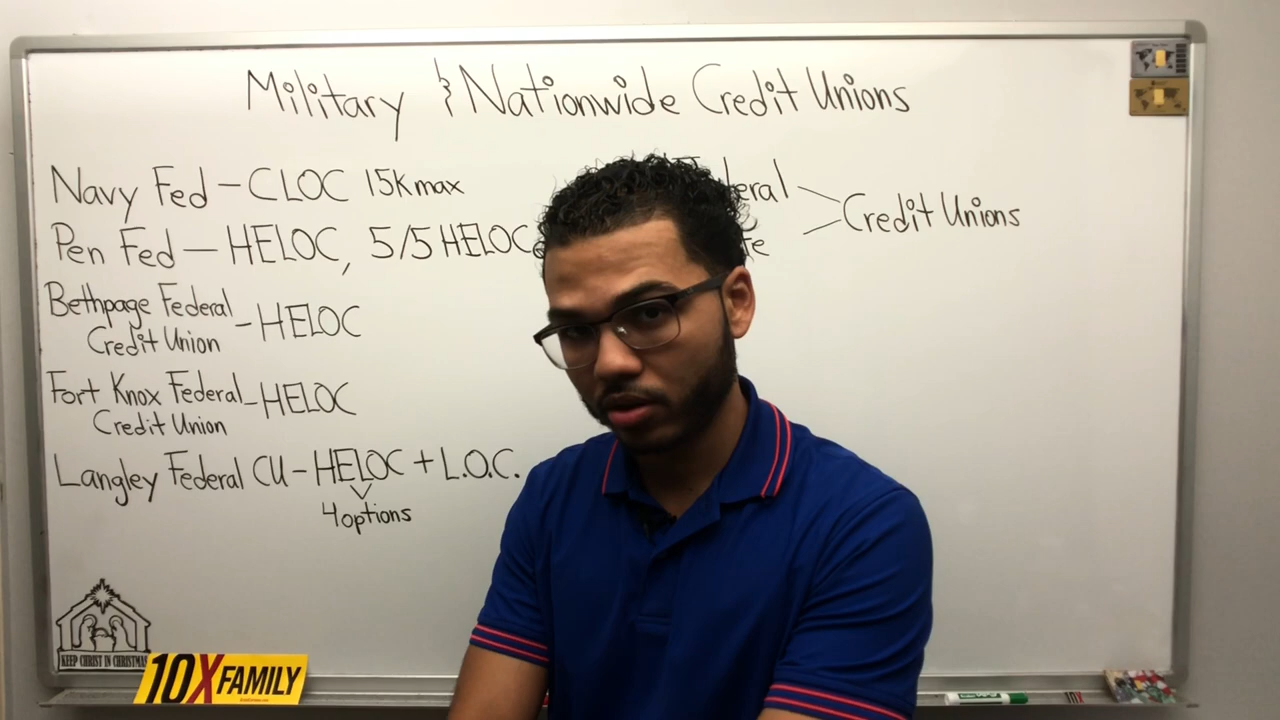 Military & Nationwide Credit Unions
Navy Fed - CLOC 15K max
Pen Fed - HELOC, 5/5 HELOC
Credit Unions
Bethpage Federal
Credit Union - HELOC
Fort Knox Federal
Credit Union - HELOC
Langley Federal CU - HELOC + L.O.C.
4 options
KEEP CHRIST IN CHRISTMAS
10X FAMILY
10X